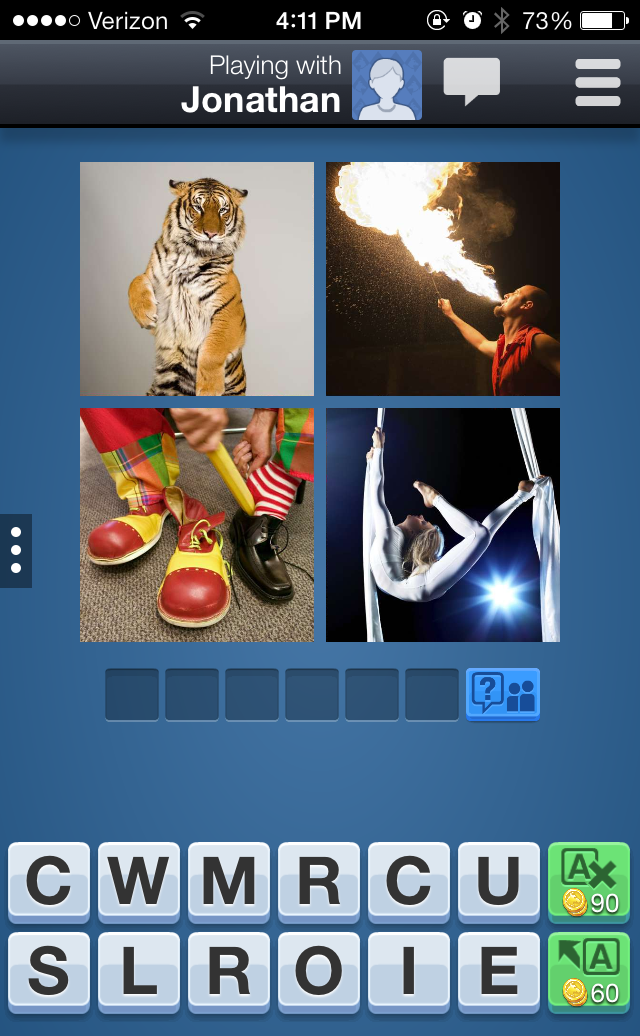 Verizon 4:11 PM 73%
Playing with
Jonathan
?
C W M R C U A 90
S L R O I E A 60